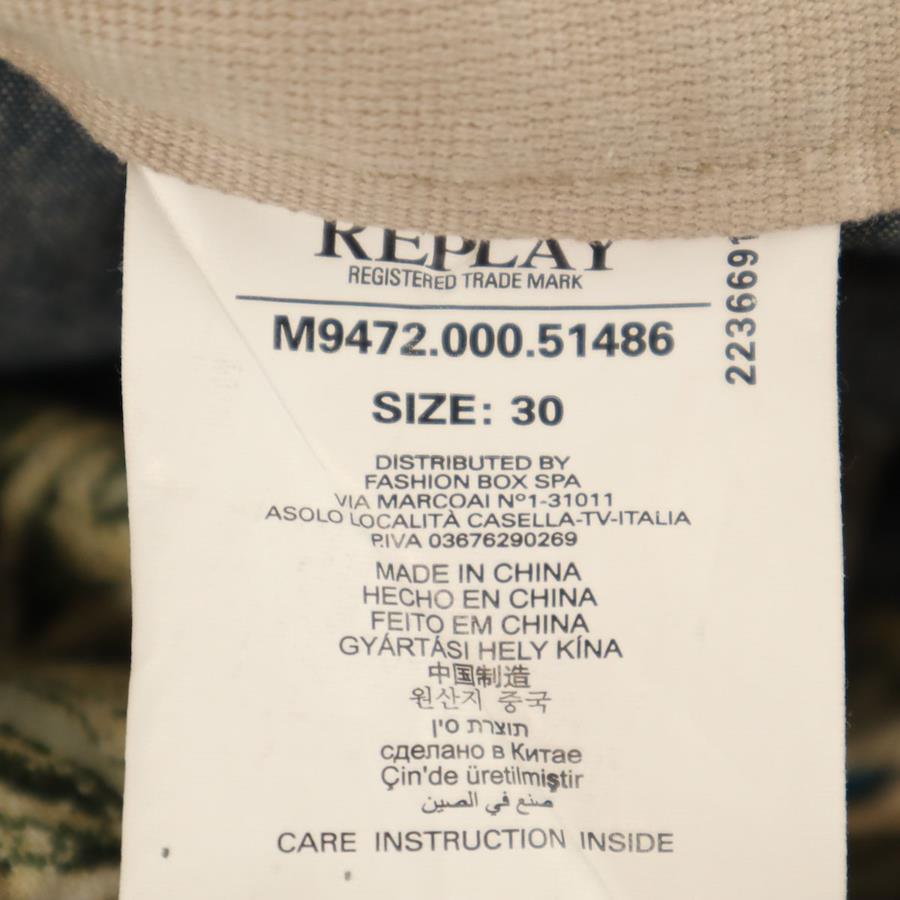 REPLAY
REGISTERED TRADE MARK
M9472.000.51486
SIZE: 30
DISTRIBUTED BY
FASHION BOX SPA
VIA MARCOAI Nº1-31011
ASOLO LOCALITÀ CASELLA-TV-ITALIA
P.IVA 03676290269
MADE IN CHINA
HECHO EN CHINA
FEITO EM CHINA
GYÁRTÁSI HELY KÍNA
中国制造
원산지 중국
תוצרת סין
сделано в Китае
Çin'de üretilmiştir
صنع في الصين
CARE INSTRUCTION INSIDE
2236691